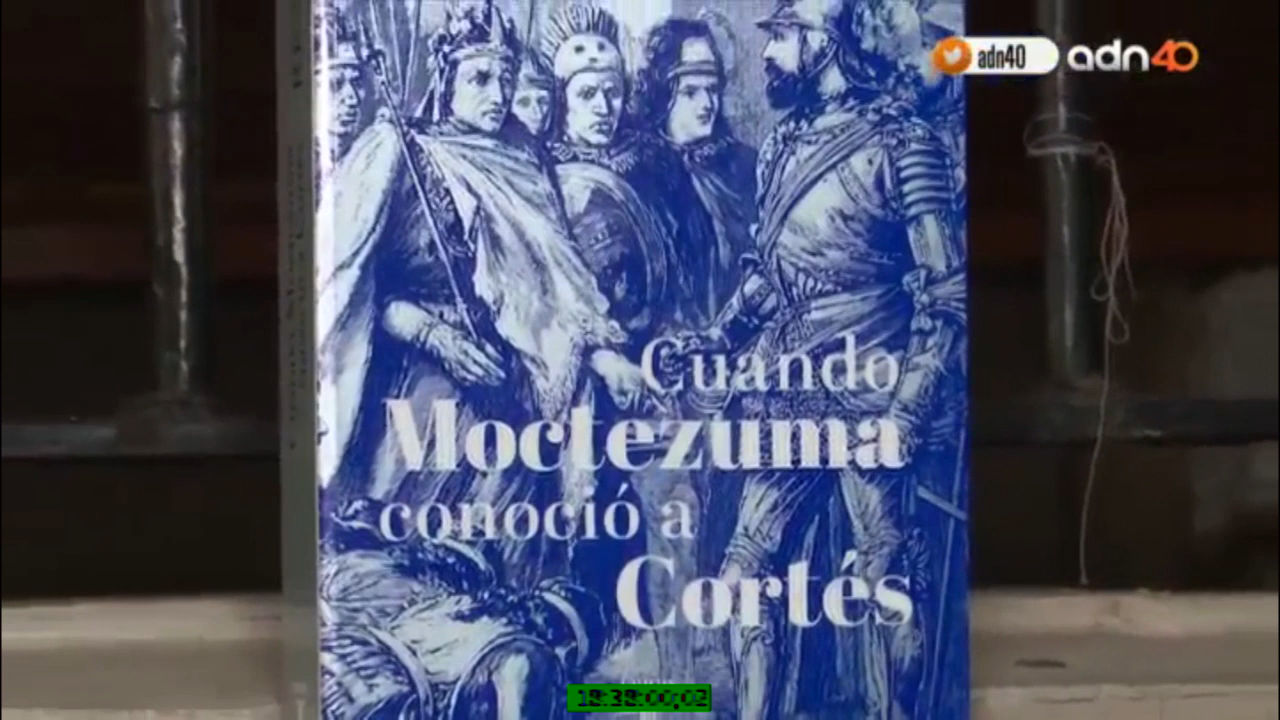 adn40 adn40
Cuando
Moctezuma
conoció a
Cortés